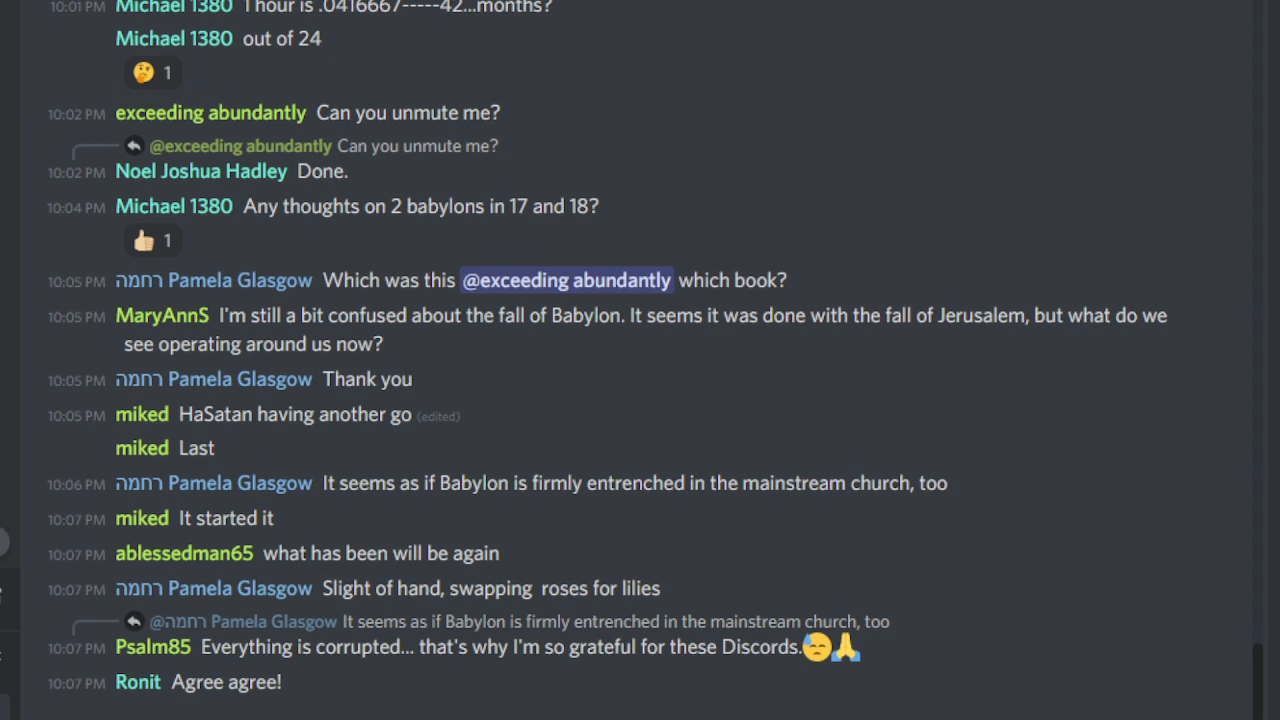 10:01 PM Michael 1380 1 hour is .0416667-----42...months?
Michael 1380 out of 24
🤔 1
10:02 PM exceeding abundantly Can you unmute me?
@exceeding abundantly Can you unmute me?
10:02 PM Noel Joshua Hadley Done.
10:04 PM Michael 1380 Any thoughts on 2 babylons in 17 and 18?
👍🏼 1
10:05 PM רחמה Pamela Glasgow Which was this @exceeding abundantly which book?
10:05 PM MaryAnnS I'm still a bit confused about the fall of Babylon. It seems it was done with the fall of Jerusalem, but what do we
see operating around us now?
10:05 PM רחמה Pamela Glasgow Thank you
10:05 PM miked HaSatan having another go (edited)
miked Last
10:06 PM רחמה Pamela Glasgow It seems as if Babylon is firmly entrenched in the mainstream church, too
10:07 PM miked It started it
10:07 PM ablessedman65 what has been will be again
10:07 PM רחמה Pamela Glasgow Slight of hand, swapping roses for lilies
@רחמה Pamela Glasgow It seems as if Babylon is firmly entrenched in the mainstream church, too
10:07 PM Psalm85 Everything is corrupted... that's why I'm so grateful for these Discords.😓🙏
10:07 PM Ronit Agree agree!